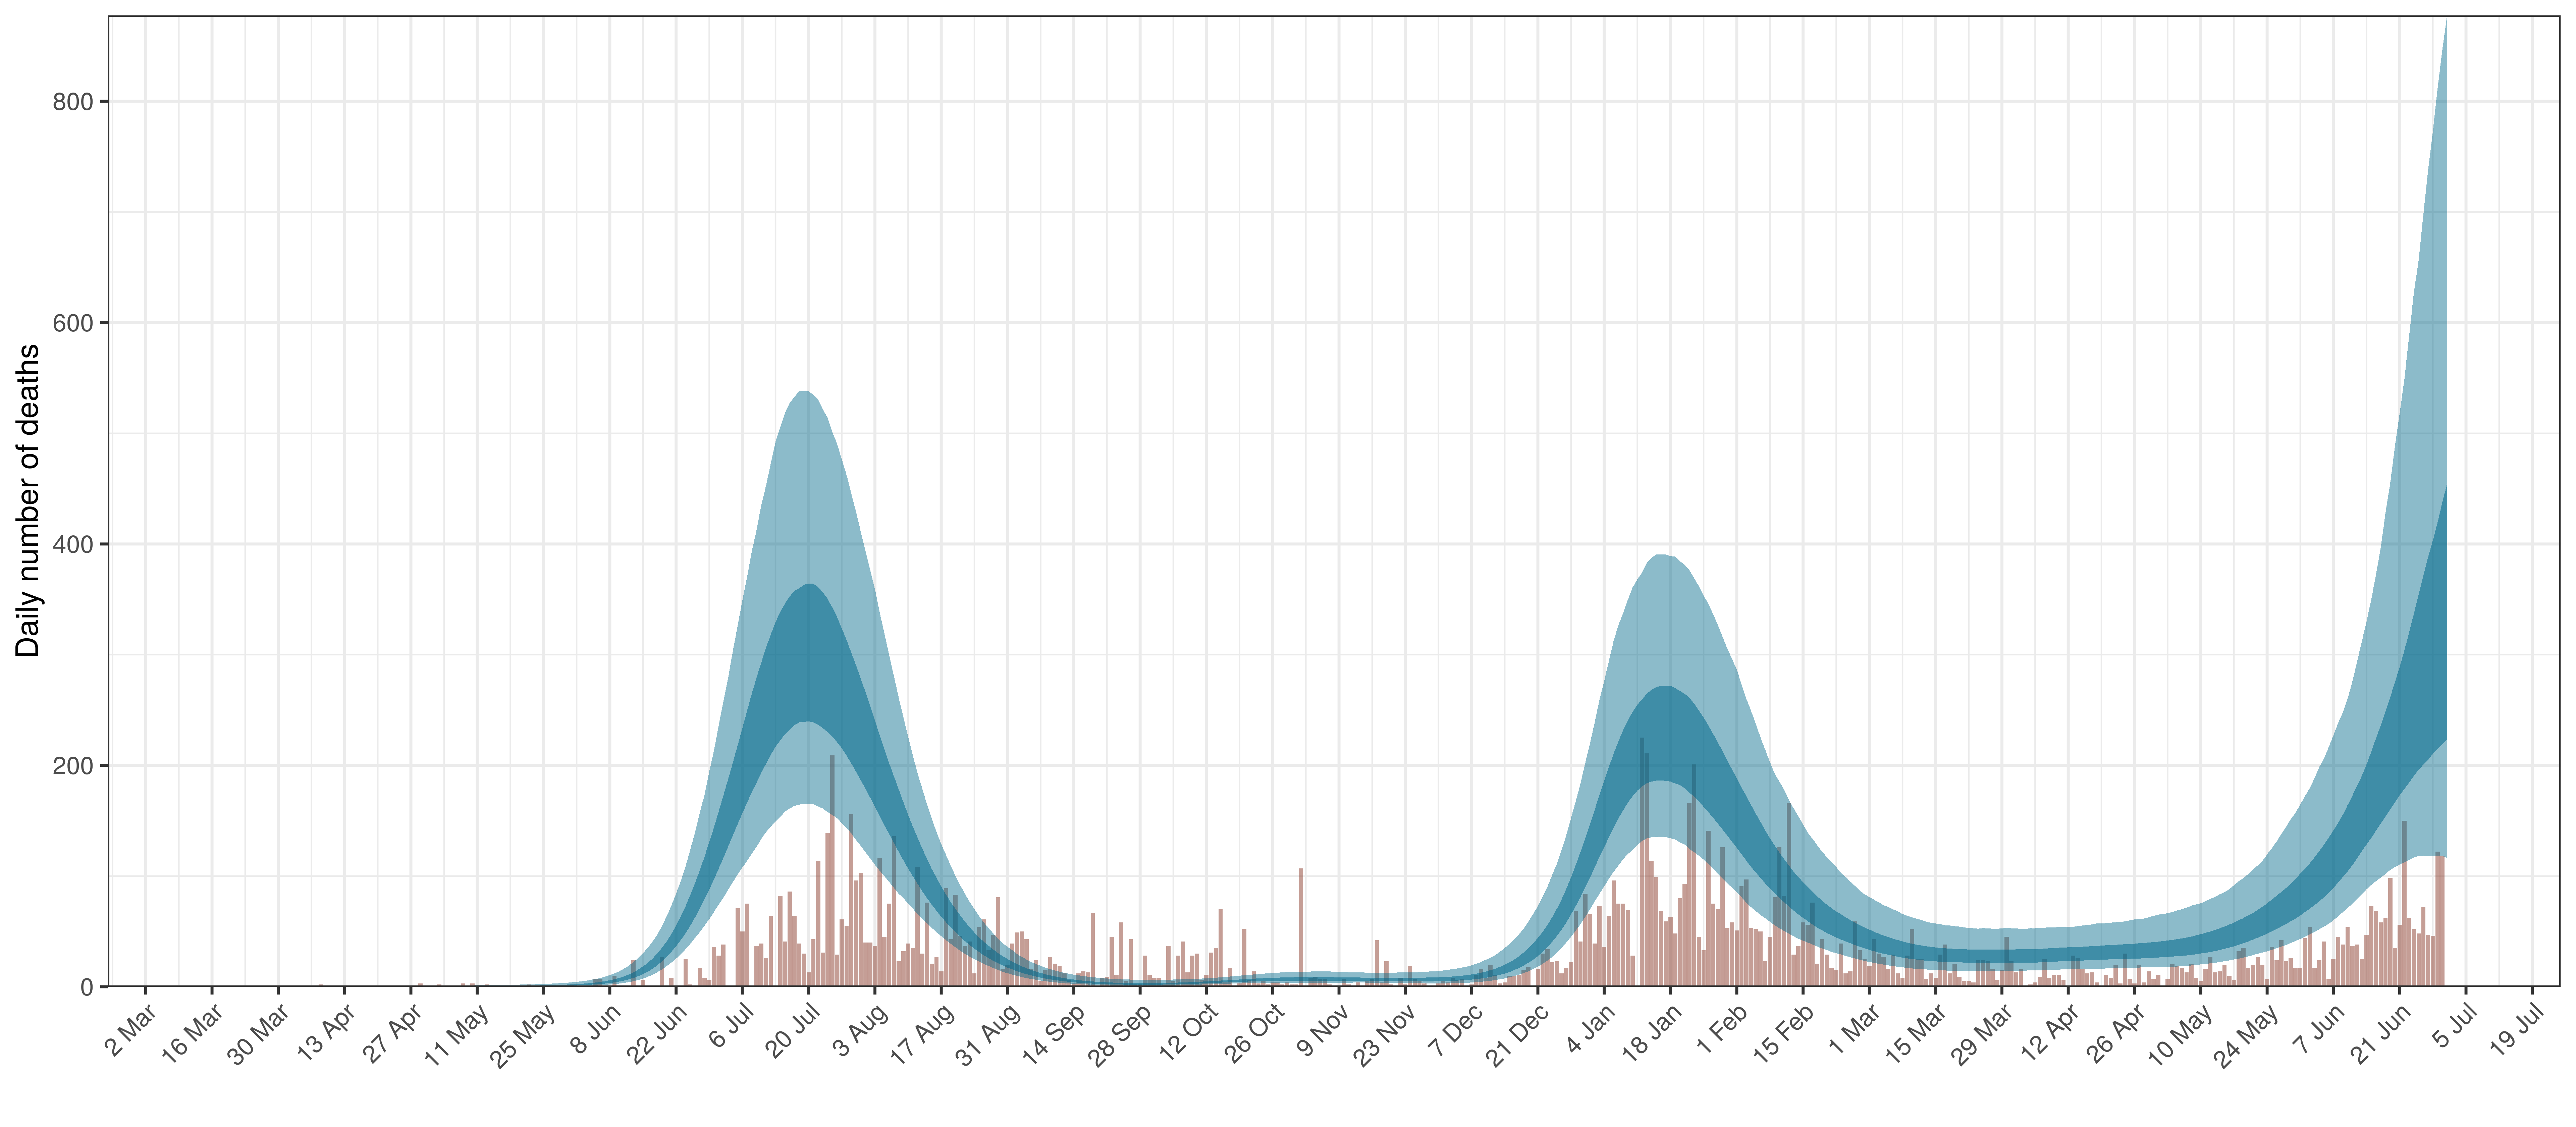 Daily number of deaths
800
600
400
200
0
2 Mar
16 Mar
30 Mar
13 Apr
27 Apr
11 May
25 May
8 Jun
22 Jun
6 Jul
20 Jul
3 Aug
17 Aug
31 Aug
14 Sep
28 Sep
12 Oct
26 Oct
9 Nov
23 Nov
7 Dec
21 Dec
4 Jan
18 Jan
1 Feb
15 Feb
1 Mar
15 Mar
29 Mar
12 Apr
26 Apr
10 May
24 May
7 Jun
21 Jun
5 Jul
19 Jul